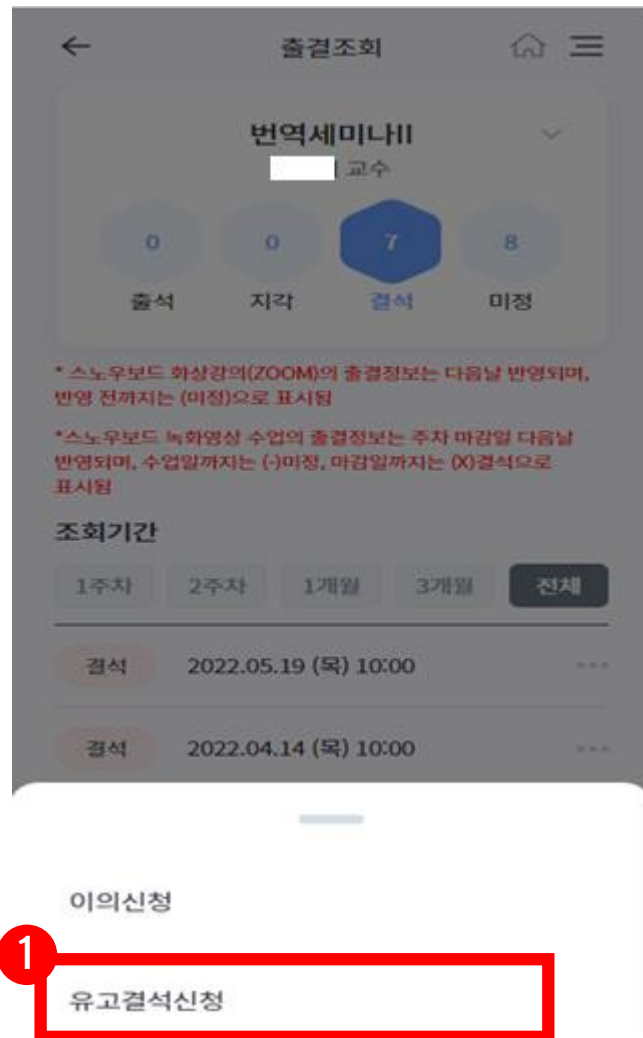 출결조회
번역세미나II
교수
0 0 7 8
출석 지각 결석 미정
* 스노우보드 화상강의(ZOOM)의 출결정보는 다음날 반영되며,
반영 전까지는 (미정)으로 표시됨
*스노우보드 녹화영상 수업의 출결정보는 주차 마감일 다음날
반영되며, 수업일까지는 (-)미정, 마감일까지는 (X)결석으로
표시됨
조회기간
1주차 2주차 1개월 3개월 전체
결석 2022.05.19 (목) 10:00
결석 2022.04.14 (목) 10:00
이의신청
1
유고결석신청